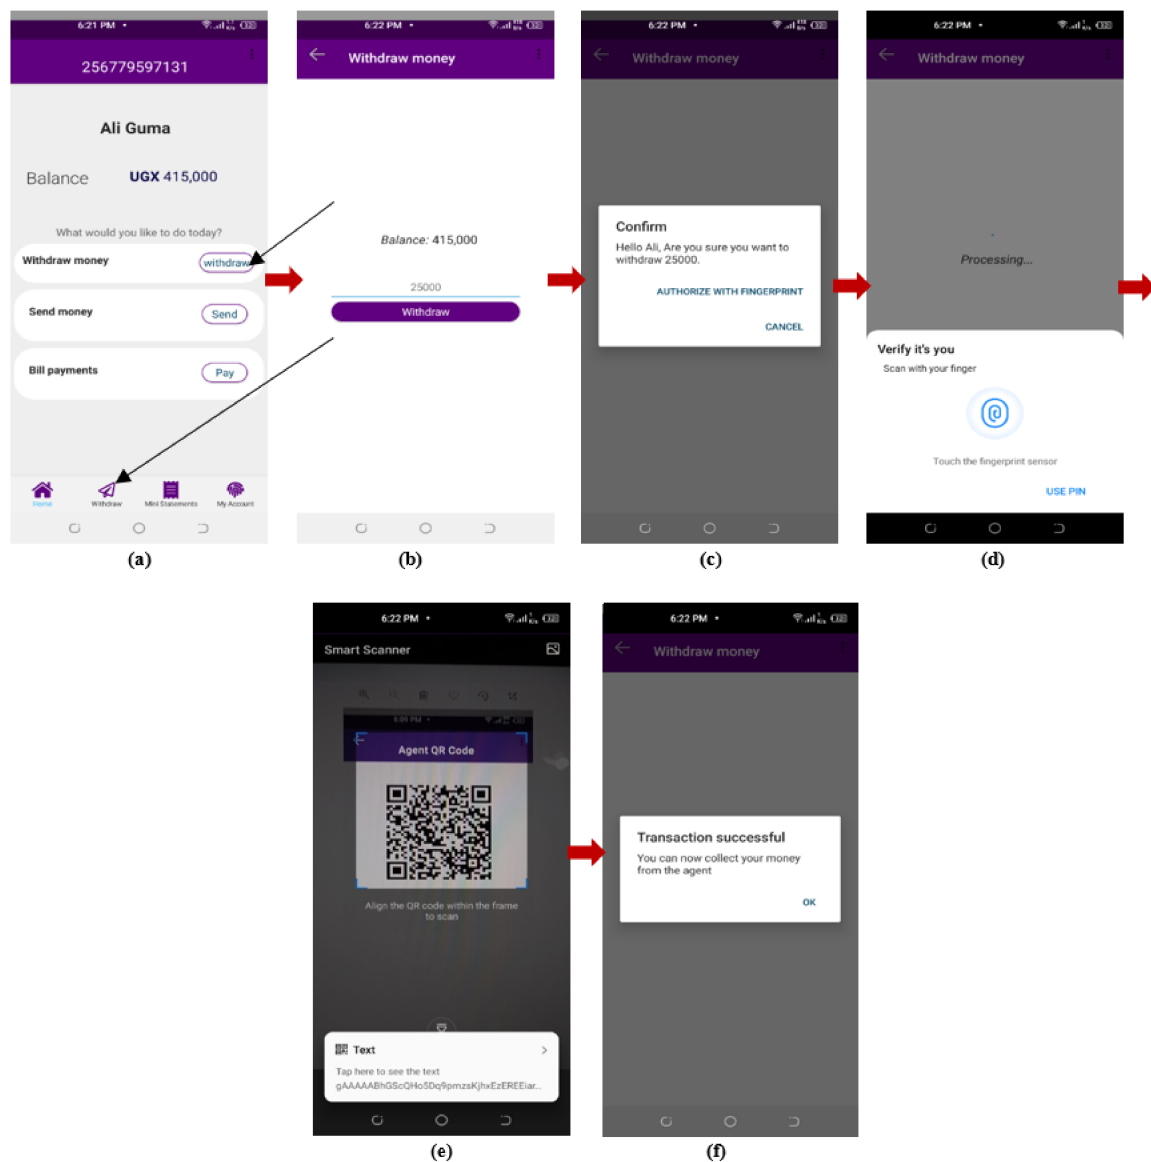 6:21 PM
256779597131
Ali Guma
Balance UGX 415,000
What would you like to do today?
Withdraw money withdraw
Send money Send
Bill payments Pay
Home Withdraw Mini Statements My Account
(a)
6:22 PM
Withdraw money
Balance: 415,000
25000
Withdraw
(b)
6:22 PM
Withdraw money
Confirm
Hello Ali, Are you sure you want to
withdraw 25000.
AUTHORIZE WITH FINGERPRINT
CANCEL
(c)
6:22 PM
Withdraw money
Processing...
Verify it's you
Scan with your finger
Touch the fingerprint sensor
USE PIN
(d)
6:22 PM
Smart Scanner
6:09 PM
Agent QR Code
Align the QR code within the frame
to scan
Text
Tap here to see the text
gAAAAABhGScQHo5Dq9pmzsKjhxEzEREEiar...
(e)
6:22 PM
Withdraw money
Transaction successful
You can now collect your money
from the agent
OK
(f)